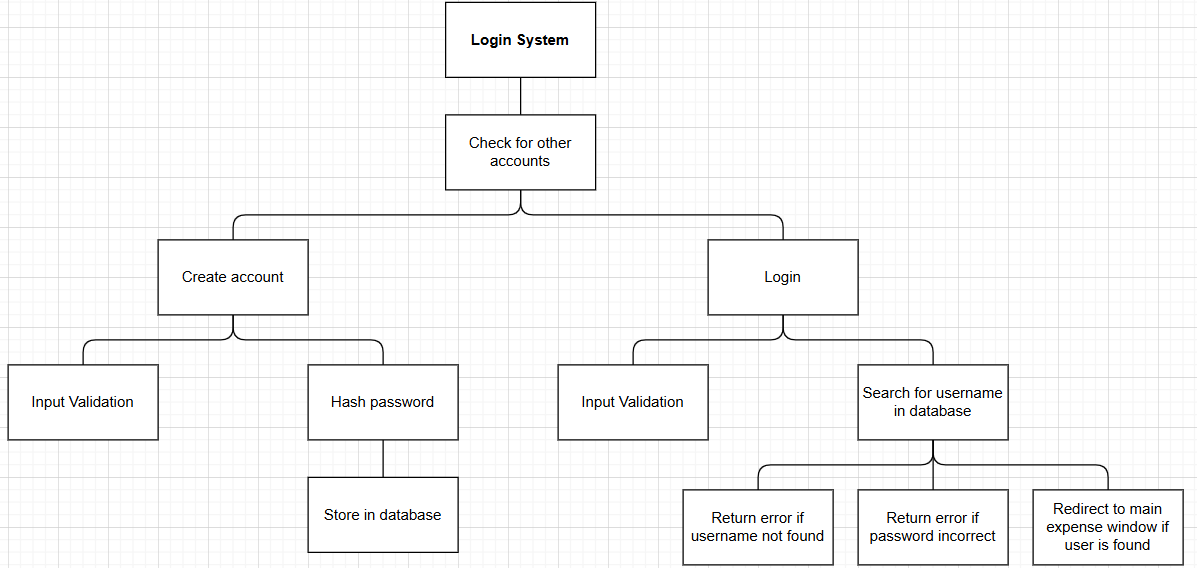 Login System
Check for other
accounts
Create account
Login
Input Validation
Hash password
Input Validation
Search for username
in database
Store in database
Return error if
username not found
Return error if
password incorrect
Redirect to main
expense window if
user is found